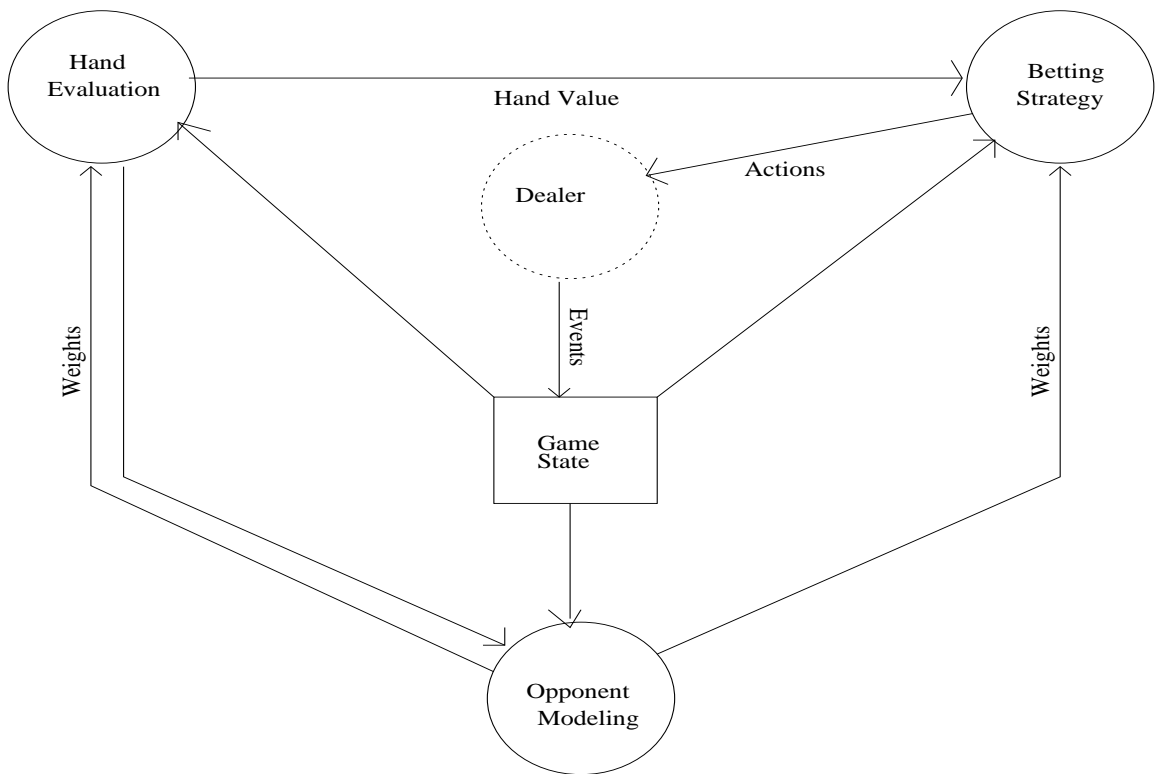 Hand
Evaluation
Betting
Strategy
Hand Value
Actions
Dealer
Events
Weights
Weights
Game
State
Opponent
Modeling